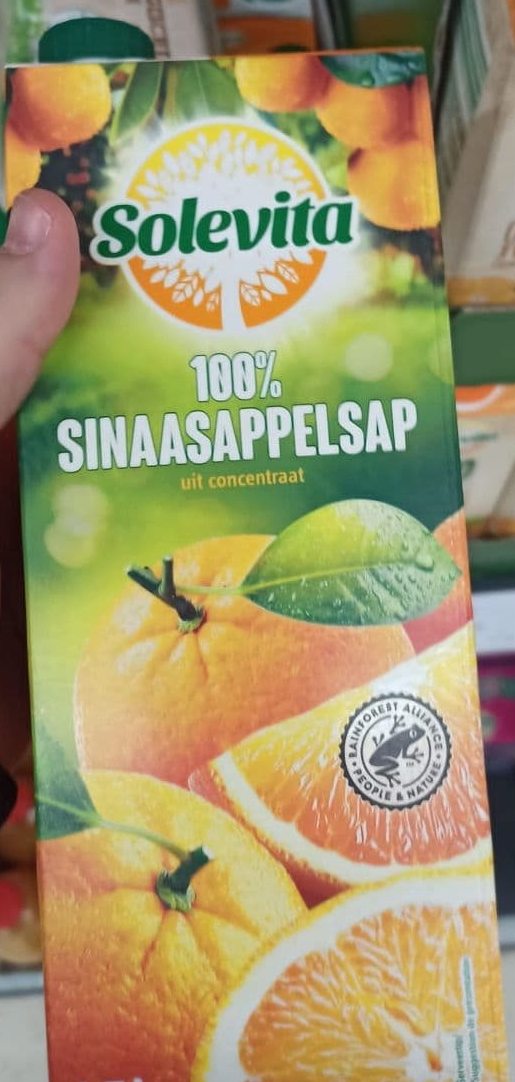 Solevita
100%
SINAASAPPELSAP
uit concentraat
RAINFOREST ALLIANCE
PEOPLE & NATURE